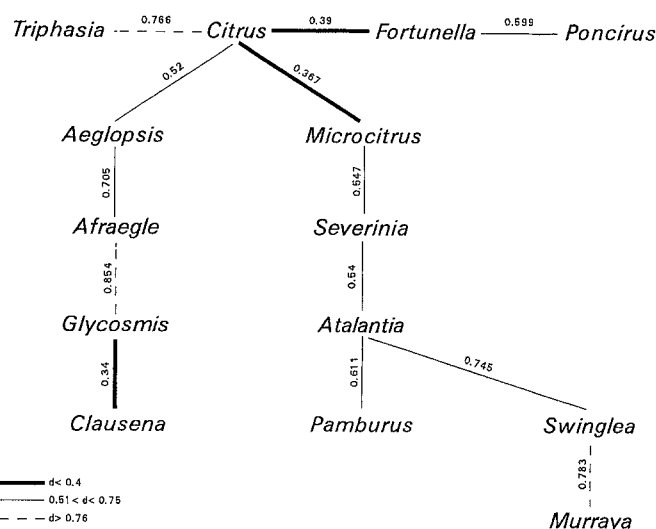 Triphasia 0.766 Citrus 0.39 Fortunella 0.599 Poncirus
0.52 0.367
Aeglopsis Microcitrus
0.705 0.547
Afraegle Severinia
0.854 0.54
Glycosmis Atalantia
0.34 0.611 0.745
Clausena Pamburus Swinglea
d< 0.4
0.783
0.51 < d< 0.75
d> 0.76
Murraya